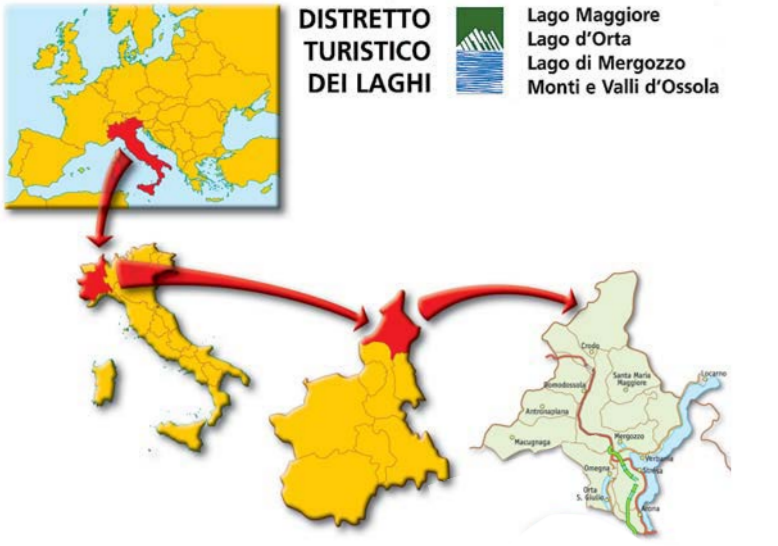 DISTRETTO
TURISTICO
DEI LAGHI
Lago Maggiore
Lago d'Orta
Lago di Mergozzo
Monti e Valli d'Ossola
Crodo
Domodossola
Santa Maria
Maggiore
Locarno
Antronapiana
Macugnaga
Mergozzo
Verbania
Omegna
Stresa
Orta
S. Giulio
Arona